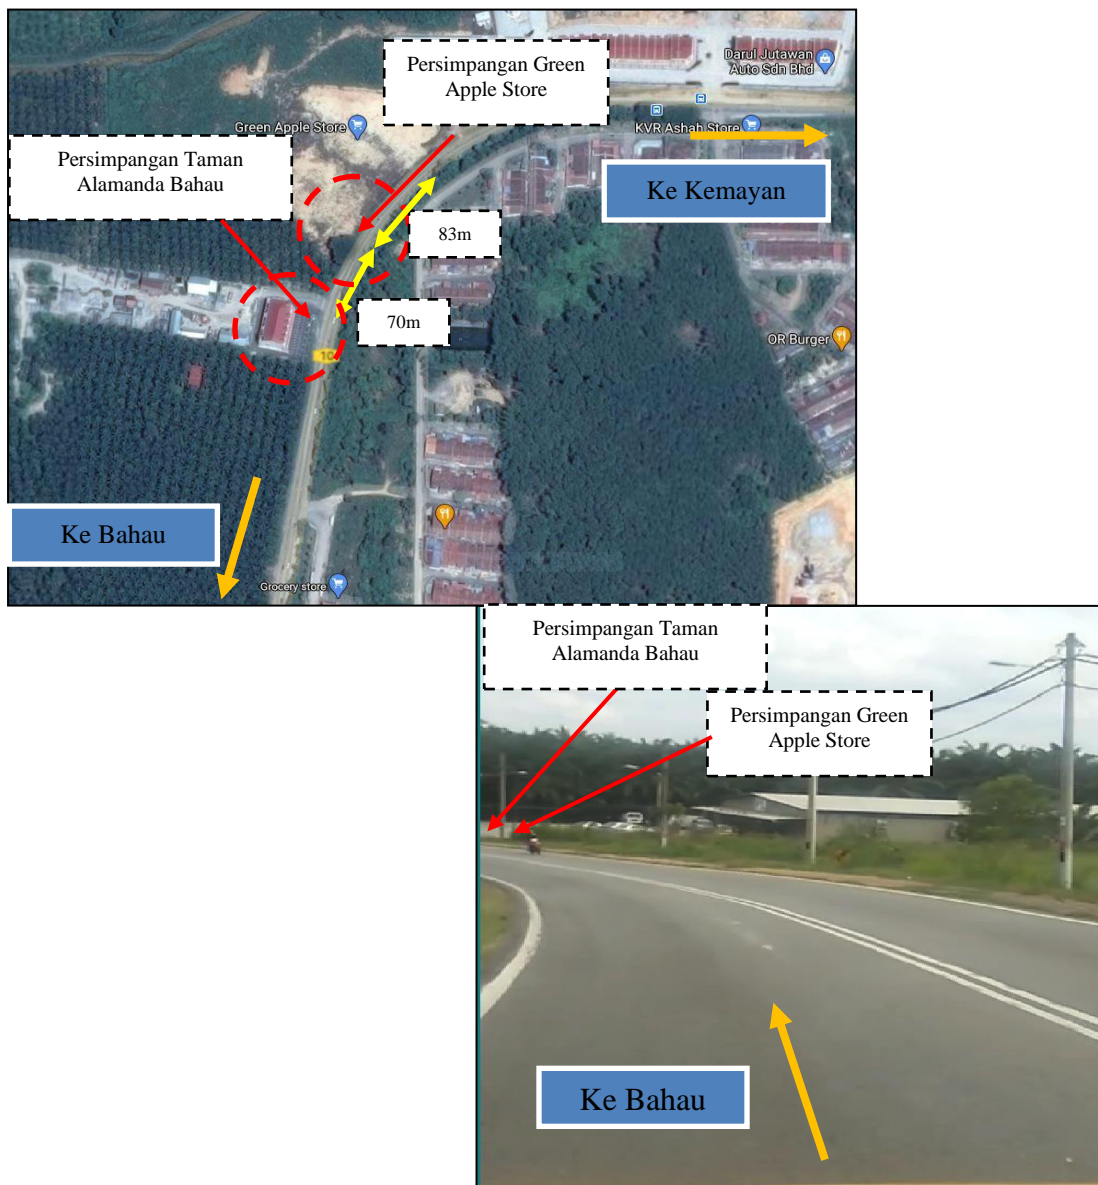 Persimpangan Green
Apple Store
Darul Jutawan
Auto Sdn Bhd
Green Apple Store
KVR Ashah Store
Persimpangan Taman
Alamanda Bahau
Ke Kemayan
83m
70m
10
OR Burger
Ke Bahau
Grocery store
Persimpangan Taman
Alamanda Bahau
Persimpangan Green
Apple Store
Ke Bahau